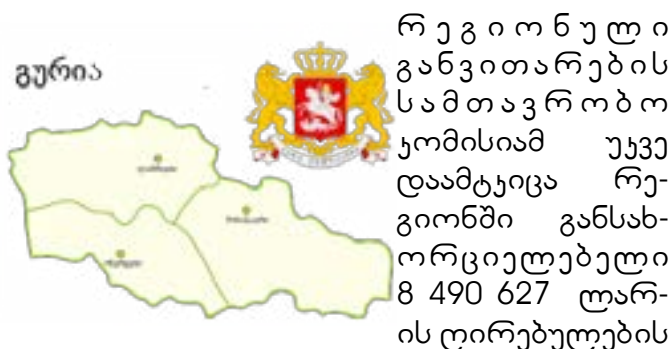 გურია
რეგიონული
განვითარების
სამთავრობო
კომისიამ უკვე
დაამტკიცა რე-
გიონში განსახ-
ორციელებელი
8 490 627 ლარ-
ის ღირებულების